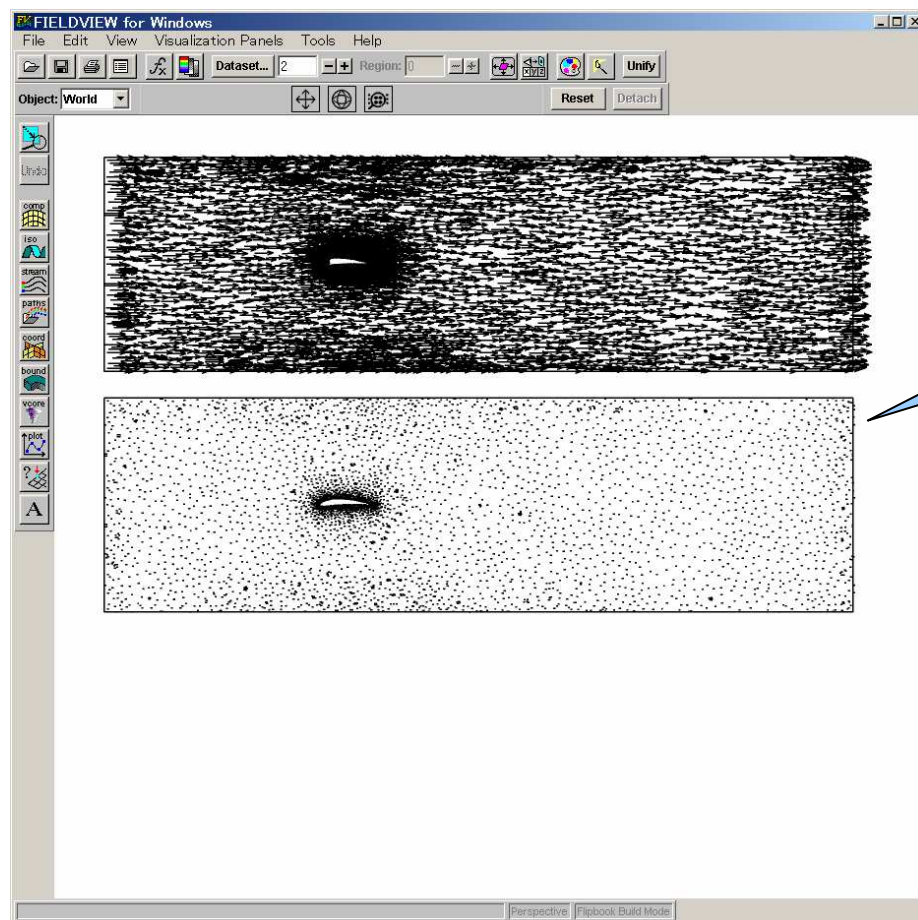 FIELDVIEW for Windows
File Edit View Visualization Panels Tools Help
Dataset... 2 Region: 0 Unify
Object: World Reset Detach
Undo
comp
iso
stream
paths
coord
bound
vcore
plot
A
Perspective Flipbook Build Mode